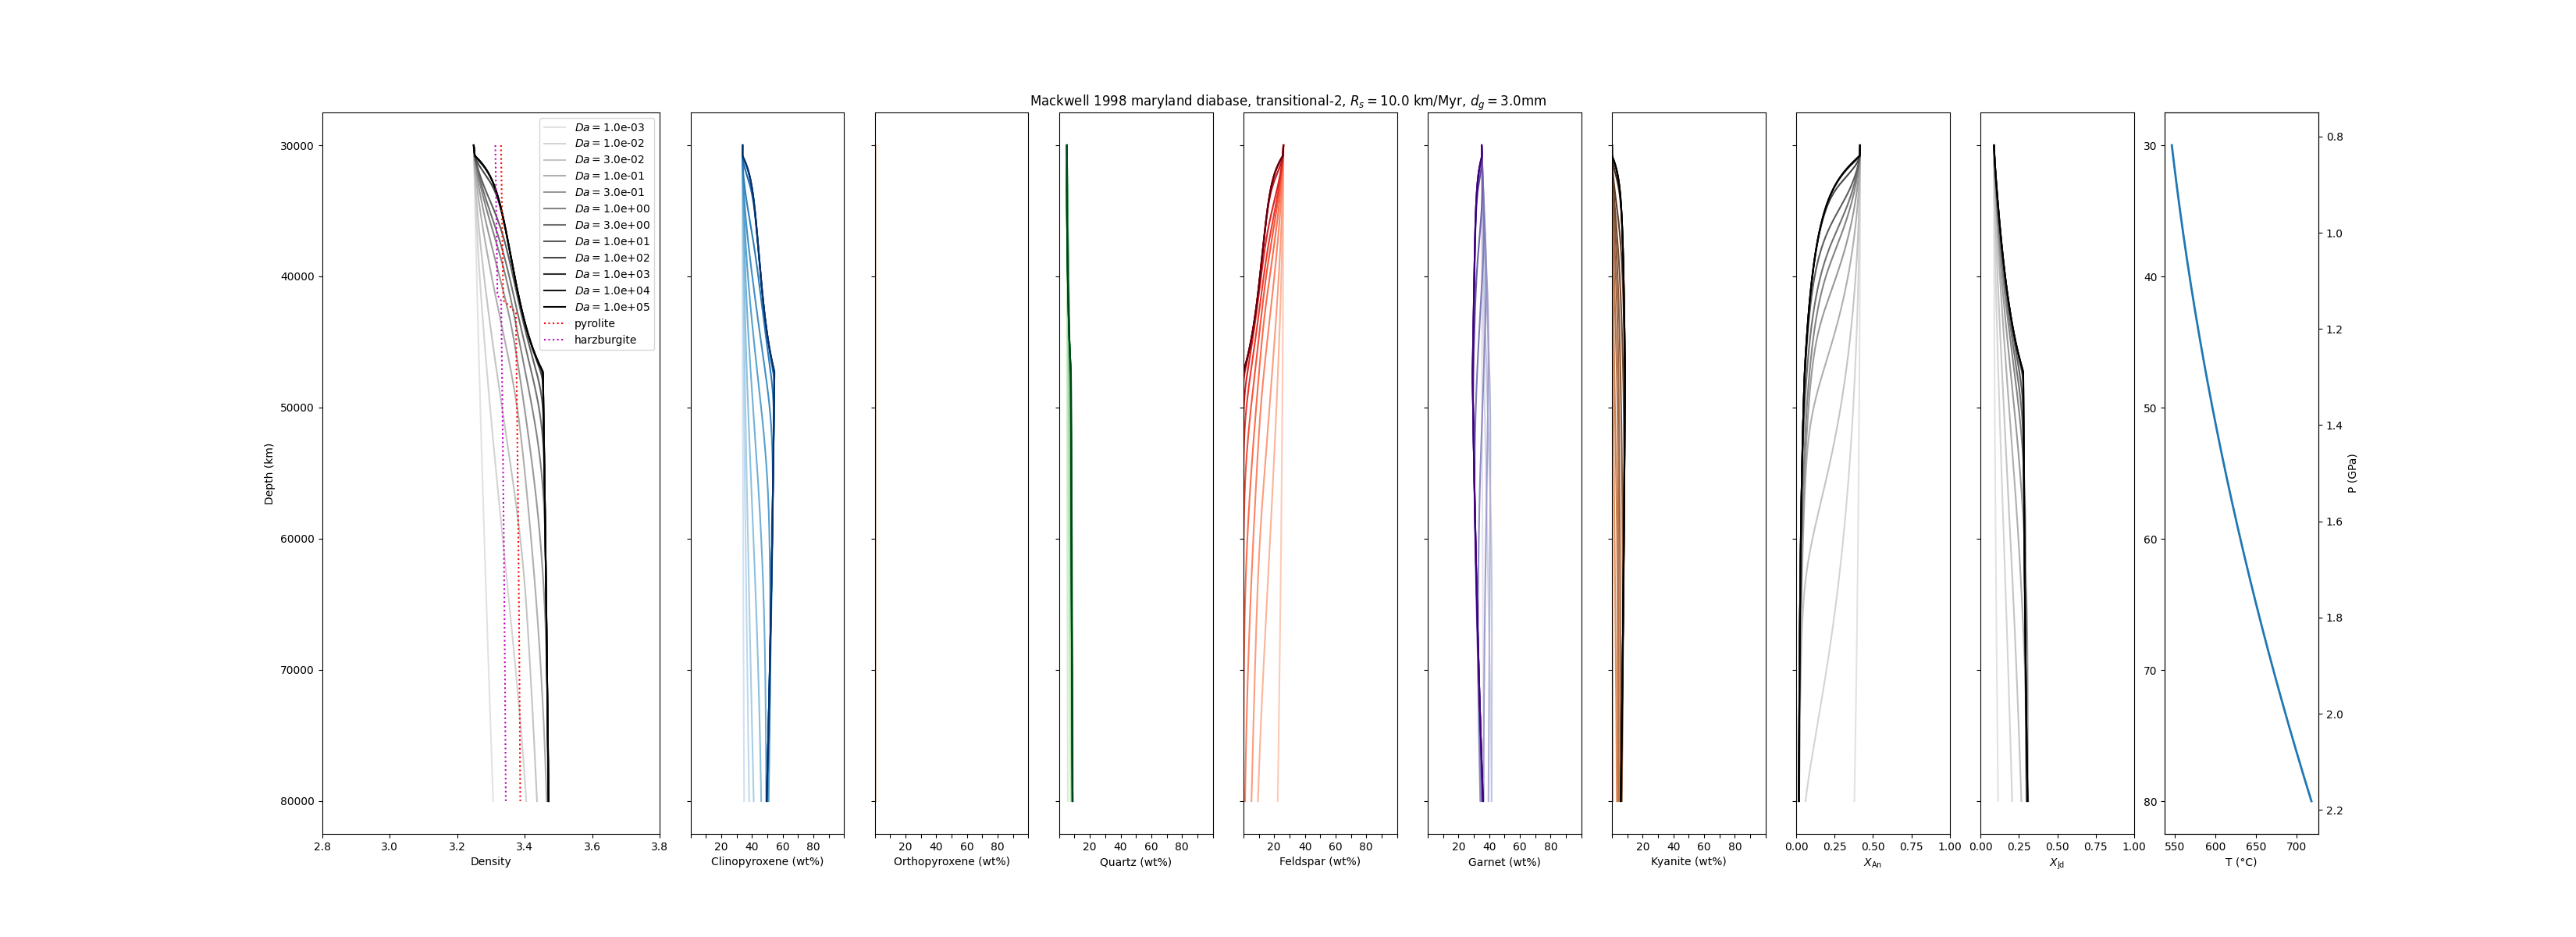 Mackwell 1998 maryland diabase, transitional-2, R_s = 10.0 km/Myr, d_g = 3.0mm
Da = 1.0e-03
Da = 1.0e-02
Da = 3.0e-02
Da = 1.0e-01
Da = 3.0e-01
Da = 1.0e+00
Da = 3.0e+00
Da = 1.0e+01
Da = 1.0e+02
Da = 1.0e+03
Da = 1.0e+04
Da = 1.0e+05
pyrolite
harzburgite
Depth (km)
30000
40000
50000
60000
70000
80000
2.8 3.0 3.2 3.4 3.6 3.8
Density
20 40 60 80
Clinopyroxene (wt%)
20 40 60 80
Orthopyroxene (wt%)
20 40 60 80
Quartz (wt%)
20 40 60 80
Feldspar (wt%)
20 40 60 80
Garnet (wt%)
20 40 60 80
Kyanite (wt%)
0.00 0.25 0.50 0.75 1.00
X_An
0.00 0.25 0.50 0.75 1.00
X_Jd
30
40
50
60
70
80
550 600 650 700
T (°C)
0.8
1.0
1.2
1.4
1.6
1.8
2.0
2.2
P (GPa)